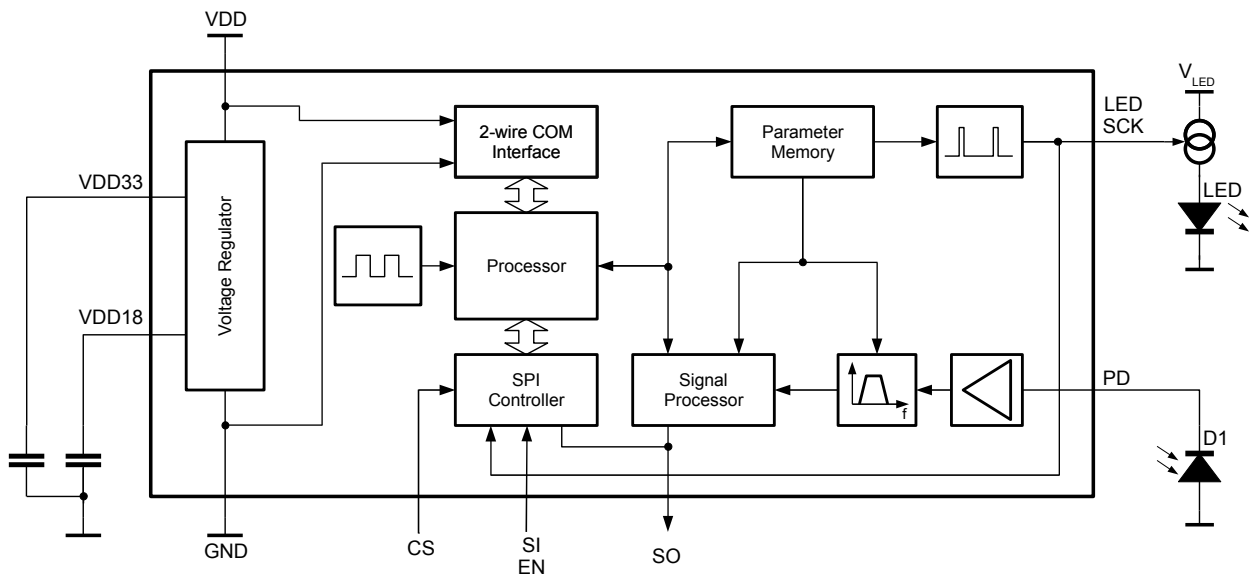 VDD
V LED
LED
SCK
2-wire COM
Interface
Parameter
Memory
VDD33
LED
Voltage Regulator
Processor
VDD18
SPI
Controller
Signal
Processor
f
PD
D1
GND
CS
SI
EN
SO